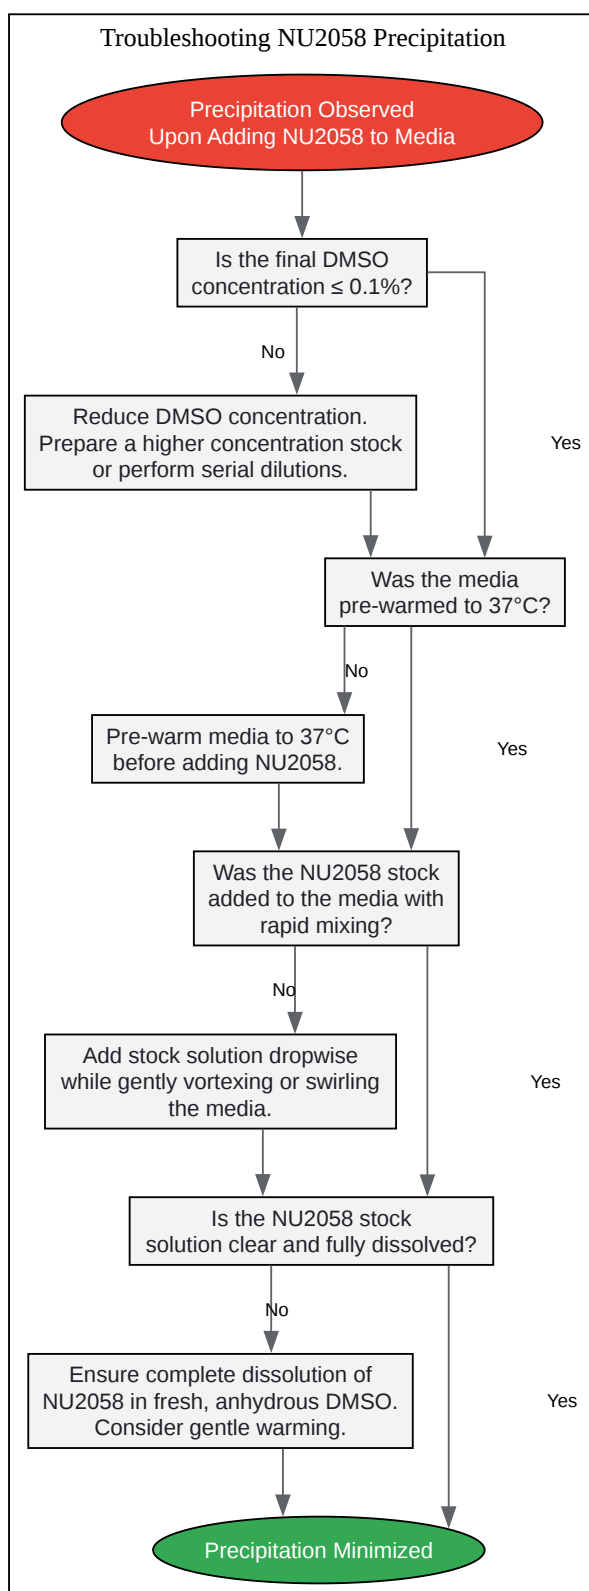 Troubleshooting NU2058 Precipitation
Precipitation Observed
Upon Adding NU2058 to Media
Is the final DMSO
concentration ≤ 0.1%?
No
Reduce DMSO concentration.
Prepare a higher concentration stock
or perform serial dilutions.
Yes
Was the media
pre-warmed to 37°C?
No
Pre-warm media to 37°C
before adding NU2058.
Yes
Was the NU2058 stock
added to the media with
rapid mixing?
No
Add stock solution dropwise
while gently vortexing or swirling
the media.
Yes
Is the NU2058 stock
solution clear and fully dissolved?
No
Ensure complete dissolution of
NU2058 in fresh, anhydrous DMSO.
Consider gentle warming.
Yes
Precipitation Minimized